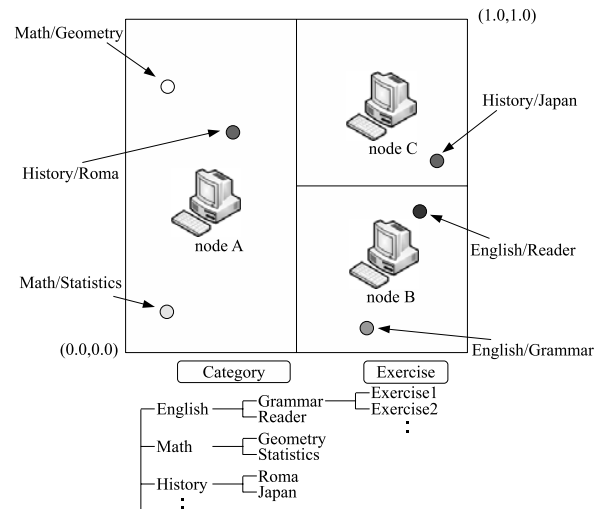 (1.0,1.0)
Math/Geometry
History/Japan
node C
History/Roma
node A
English/Reader
Math/Statistics
node B
(0.0,0.0)
English/Grammar
Category
Exercise
English
Grammar
Reader
Exercise1
Exercise2
Math
Geometry
Statistics
History
Roma
Japan